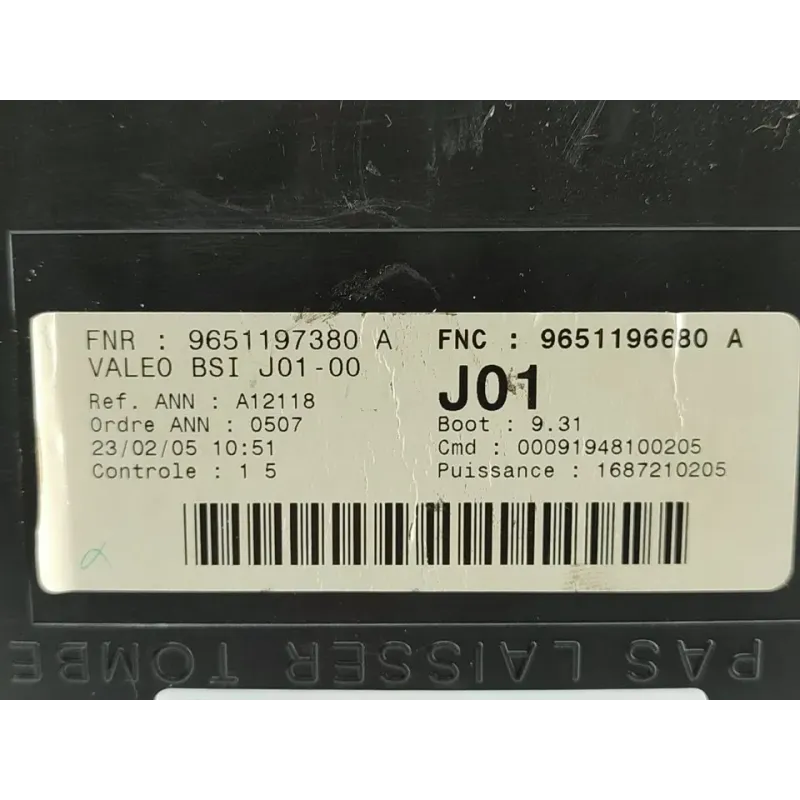 FNR : 9651197380 A
VALEO BSI J01-00
Ref. ANN : A12118
Ordre ANN : 0507
23/02/05 10:51
Controle : 1 5
FNC : 9651196680 A
J01
Boot : 9.31
Cmd : 00091948100205
Puissance : 1687210205
PAS LAISSER TOMBE